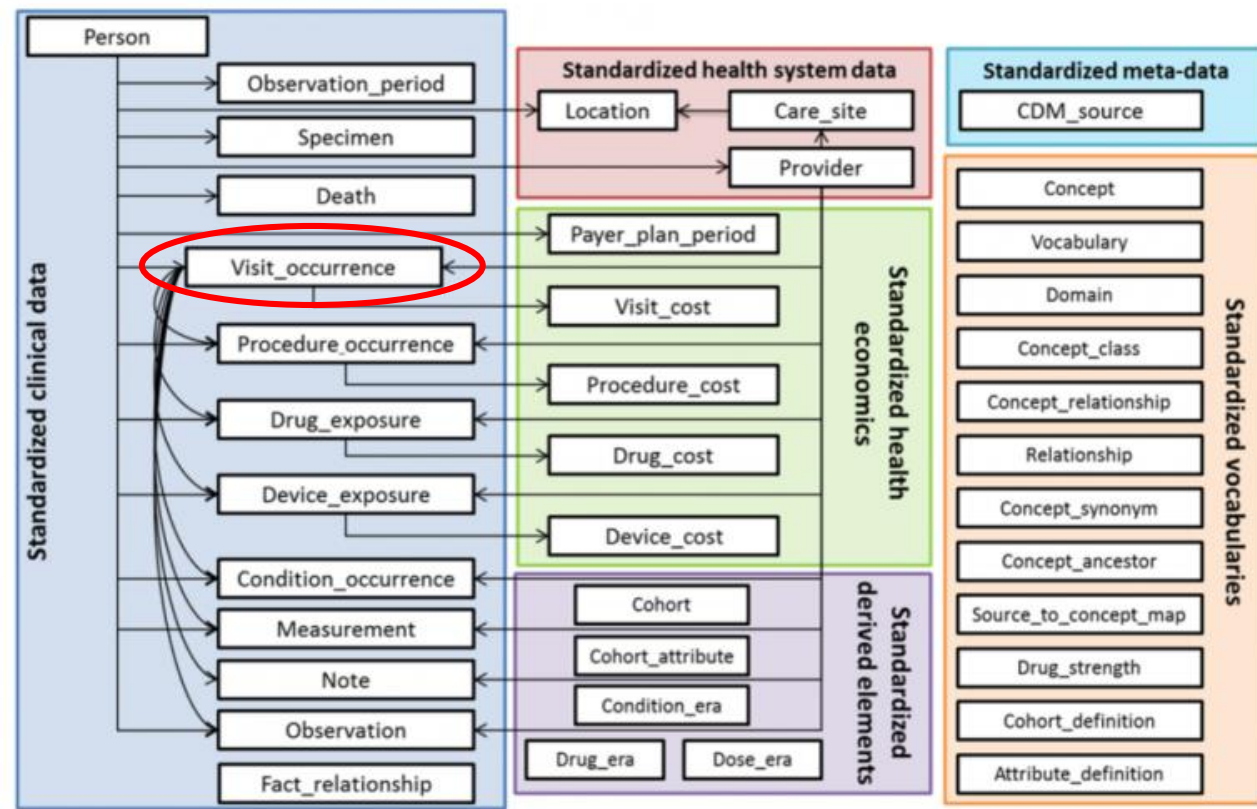 Person
Observation_period
Specimen
Death
Visit_occurrence
Procedure_occurrence
Drug_exposure
Device_exposure
Condition_occurrence
Measurement
Note
Observation
Fact_relationship
Standardized clinical data
Standardized health system data
Location
Care_site
Provider
Payer_plan_period
Visit_cost
Procedure_cost
Drug_cost
Device_cost
Standardized health
economics
Cohort
Cohort_attribute
Condition_era
Drug_era
Dose_era
Standardized
derived elements
Standardized meta-data
CDM_source
Concept
Vocabulary
Domain
Concept_class
Concept_relationship
Relationship
Concept_synonym
Concept_ancestor
Source_to_concept_map
Drug_strength
Cohort_definition
Attribute_definition
Standardized vocabularies